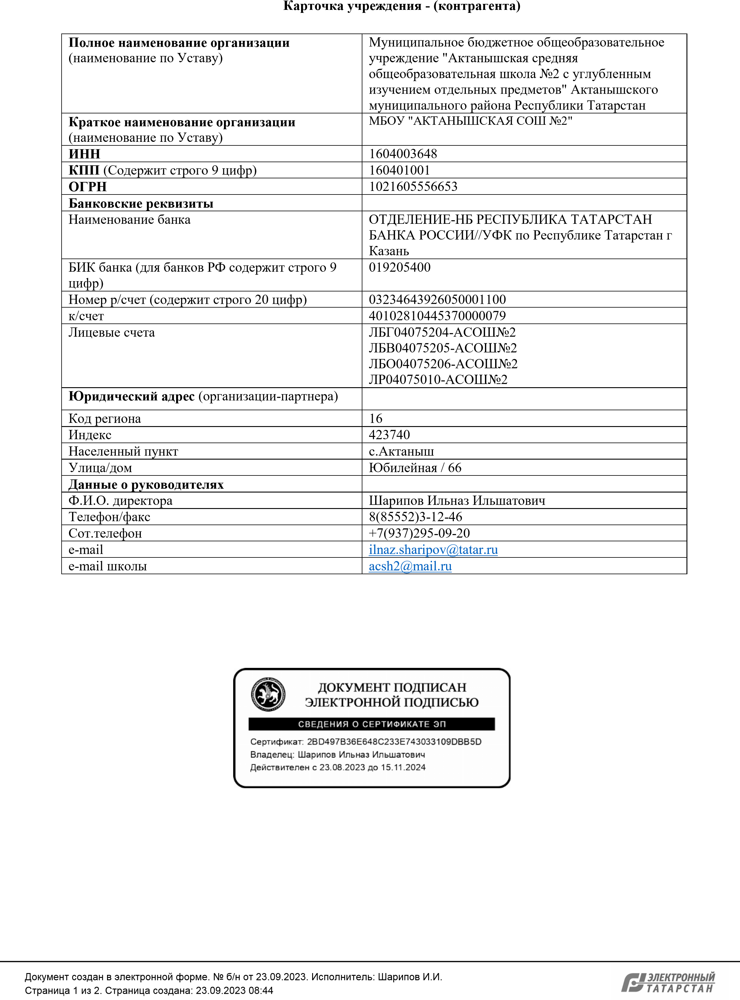 Карточка учреждения - (контрагента)
Полное наименование организации
(наименование по Уставу)
Муниципальное бюджетное общеобразовательное
учреждение "Актанышская средняя
общеобразовательная школа №2 с углубленным
изучением отдельных предметов" Актанышского
муниципального района Республики Татарстан
Краткое наименование организации
(наименование по Уставу)
МБОУ "АКТАНЫШСКАЯ СОШ №2"
ИНН
1604003648
КПП (Содержит строго 9 цифр)
160401001
ОГРН
1021605556653
Банковские реквизиты
Наименование банка
ОТДЕЛЕНИЕ-НБ РЕСПУБЛИКА ТАТАРСТАН
БАНКА РОССИИ//УФК по Республике Татарстан г
Казань
БИК банка (для банков РФ содержит строго 9
цифр)
019205400
Номер р/счет (содержит строго 20 цифр)
03234643926050001100
к/счет
40102810445370000079
Лицевые счета
ЛБГ04075204-АСОШ№2
ЛБВ04075205-АСОШ№2
ЛБО04075206-АСОШ№2
ЛР04075010-АСОШ№2
Юридический адрес (организации-партнера)
Код региона
16
Индекс
423740
Населенный пункт
с.Актаныш
Улица/дом
Юбилейная / 66
Данные о руководителях
Ф.И.О. директора
Шарипов Ильназ Ильшатович
Телефон/факс
8(85552)3-12-46
Сот.телефон
+7(937)295-09-20
e-mail
ilnaz.sharipov@tatar.ru
e-mail школы
acsh2@mail.ru
ДОКУМЕНТ ПОДПИСАН
ЭЛЕКТРОННОЙ ПОДПИСЬЮ
СВЕДЕНИЯ О СЕРТИФИКАТЕ ЭП
Сертификат: 2BD497B36E648C233E743033109DBB5D
Владелец: Шарипов Ильназ Ильшатович
Действителен с 23.08.2023 до 15.11.2024
Документ создан в электронной форме. № б/н от 23.09.2023. Исполнитель: Шарипов И.И.
Страница 1 из 2. Страница создана: 23.09.2023 08:44
ЭЛЕКТРОННЫЙ
ТАТАРСТАН